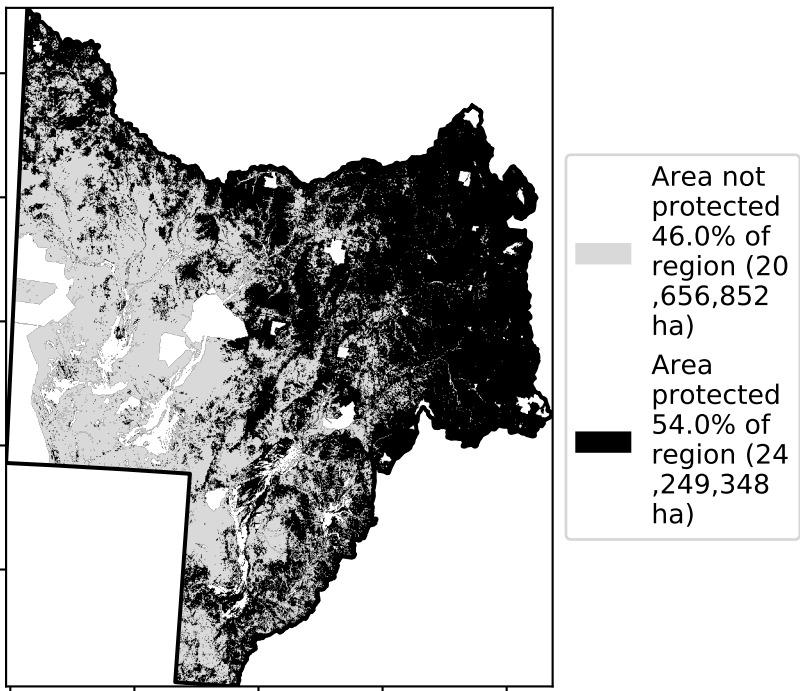 Area not
protected
46.0% of
region (20
,656,852
ha)
Area
protected
54.0% of
region (24
,249,348
ha)